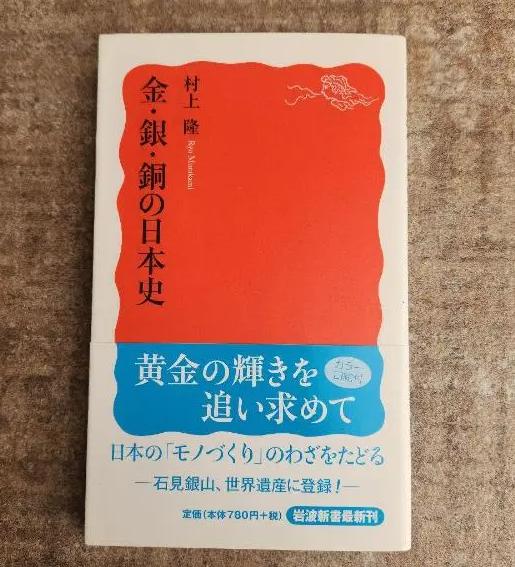 金・銀・銅の日本史
村上 隆 Ryu Murakami
黄金の輝きを
追い求めて
カラー
口絵付
日本の「モノづくり」のわざをたどる
―石見銀山、世界遺産に登録！―
定価(本体780円+税)
岩波新書最新刊